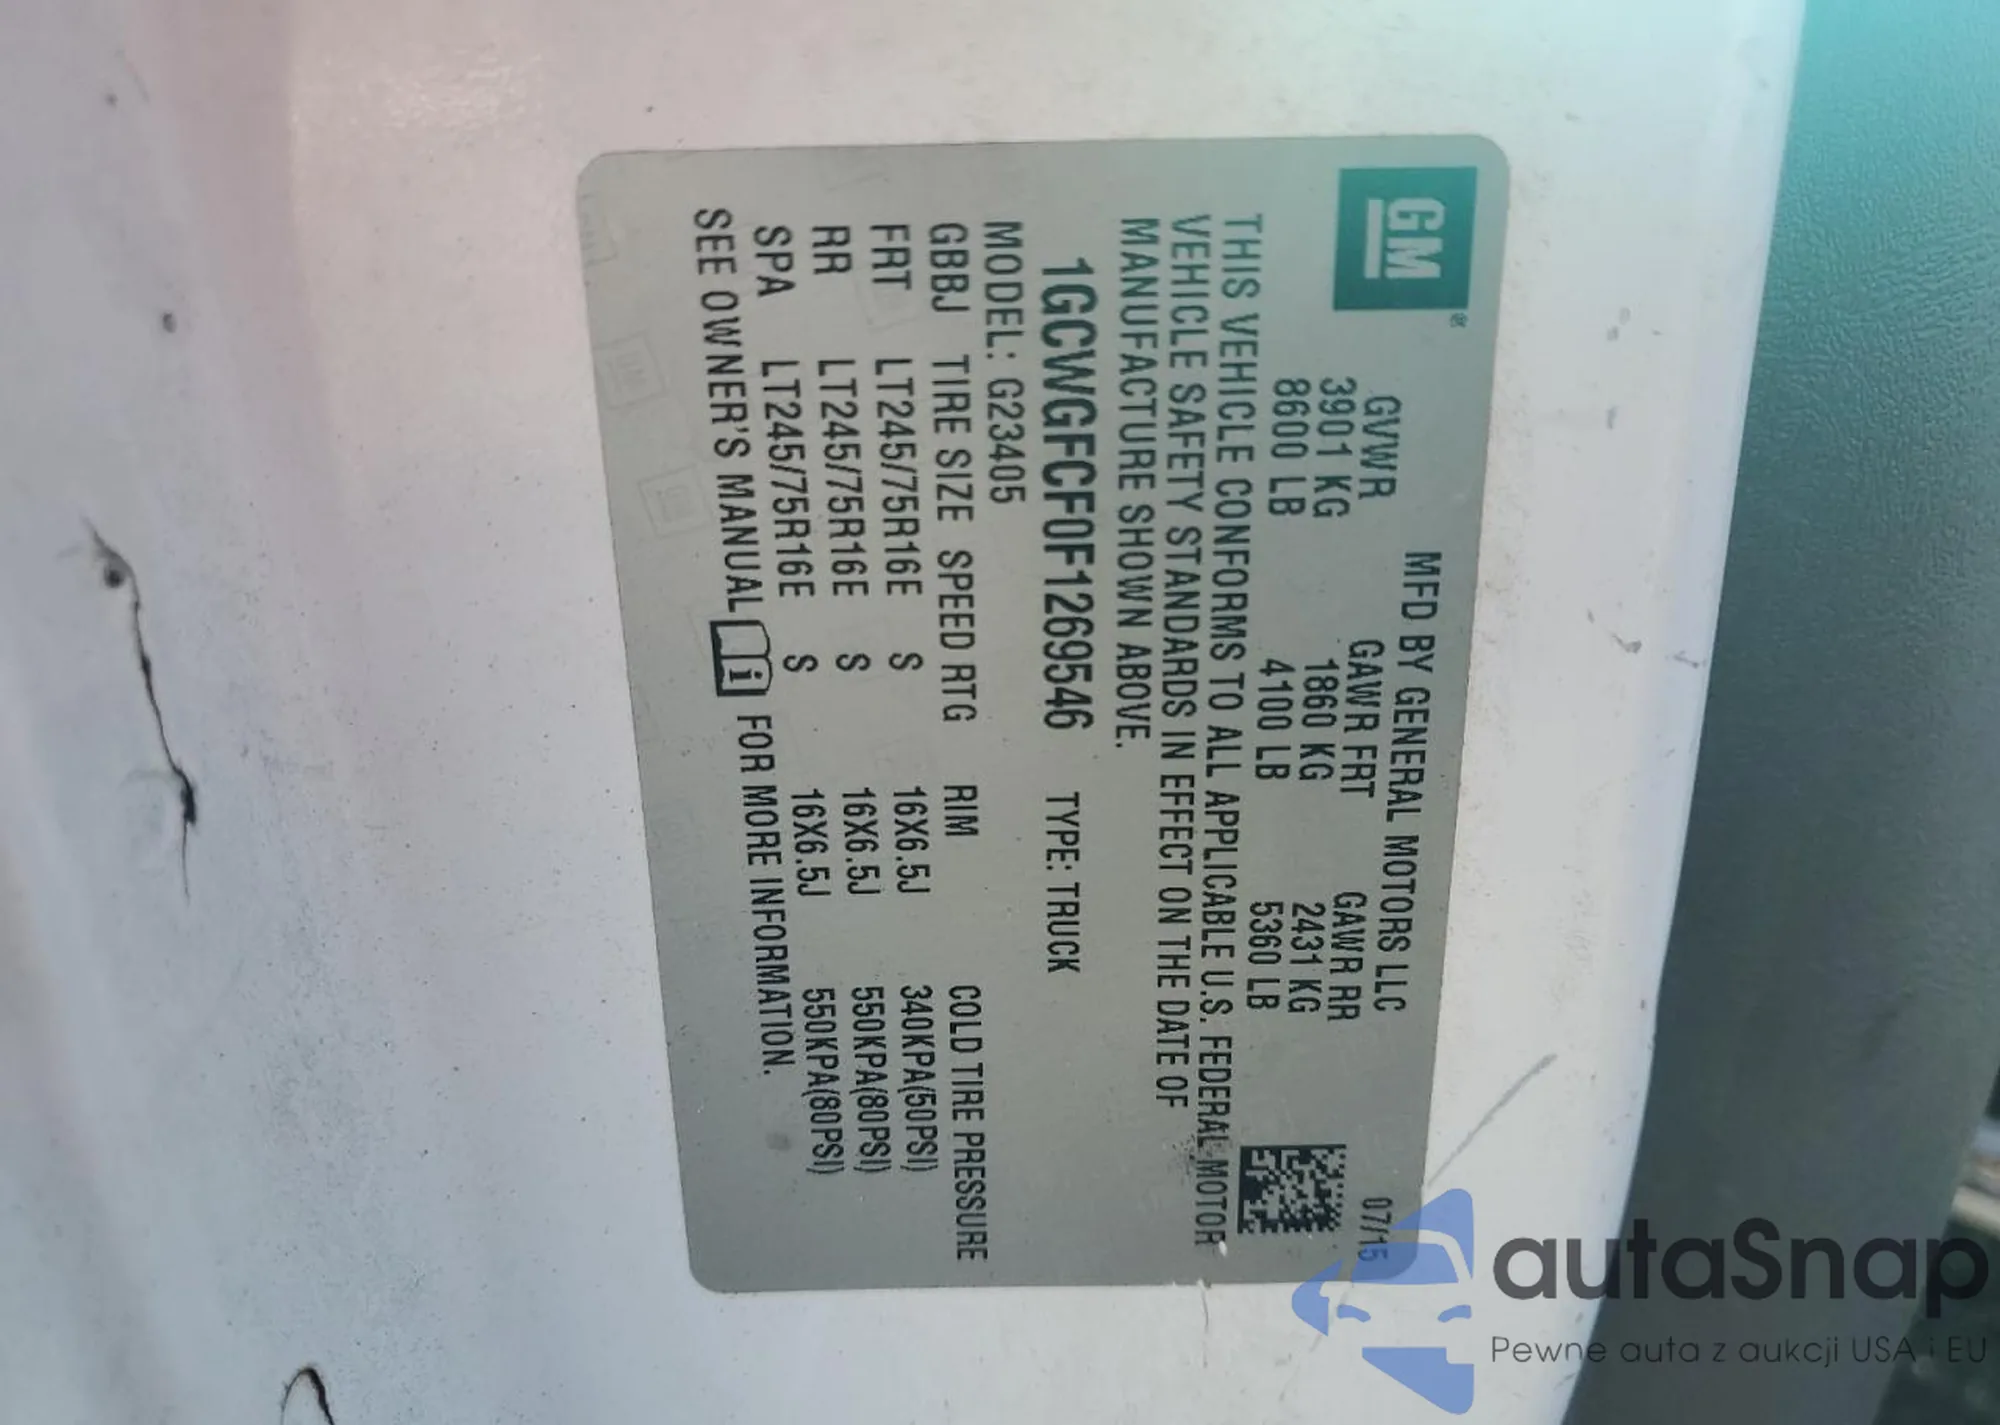 GM®
MFD BY GENERAL MOTORS LLC 07/15
GVWR GAWR FRT GAWR RR
3901 KG 1860 KG 2431 KG
8600 LB 4100 LB 5360 LB
THIS VEHICLE CONFORMS TO ALL APPLICABLE U.S. FEDERAL MOTOR
VEHICLE SAFETY STANDARDS IN EFFECT ON THE DATE OF
MANUFACTURE SHOWN ABOVE.
1GCWGFCF0F1269546 TYPE: TRUCK
MODEL: G23405
GBBJ TIRE SIZE SPEED RTG RIM COLD TIRE PRESSURE
FRT LT245/75R16E S 16X6.5J 340KPA(50PSI)
RR LT245/75R16E S 16X6.5J 550KPA(80PSI)
SPA LT245/75R16E S 16X6.5J 550KPA(80PSI)
SEE OWNER'S MANUAL i FOR MORE INFORMATION.
autaSnap
Pewne auta z aukcji USA i EU